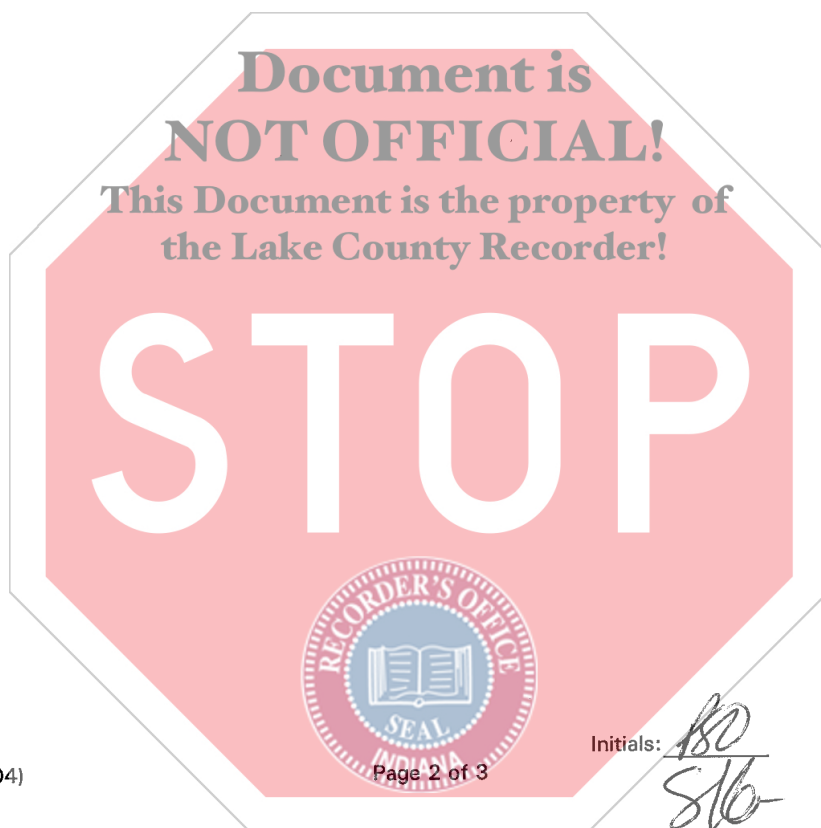 Document is
NOT OFFICIAL!
This Document is the property of
the Lake County Recorder!
STOP
RECORDER'S OFFICE
SEAL
INDIANA
Initials:
Page 2 of 3
04)